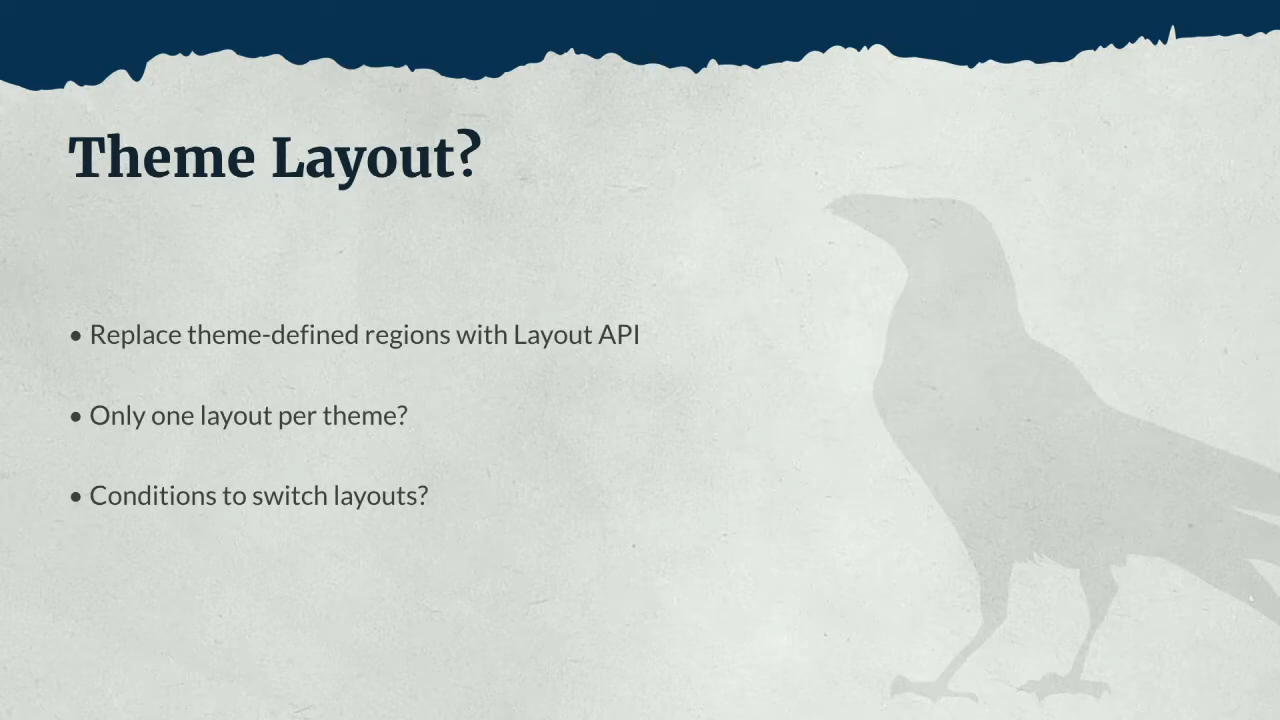 Theme Layout?
• Replace theme-defined regions with Layout API
• Only one layout per theme?
• Conditions to switch layouts?